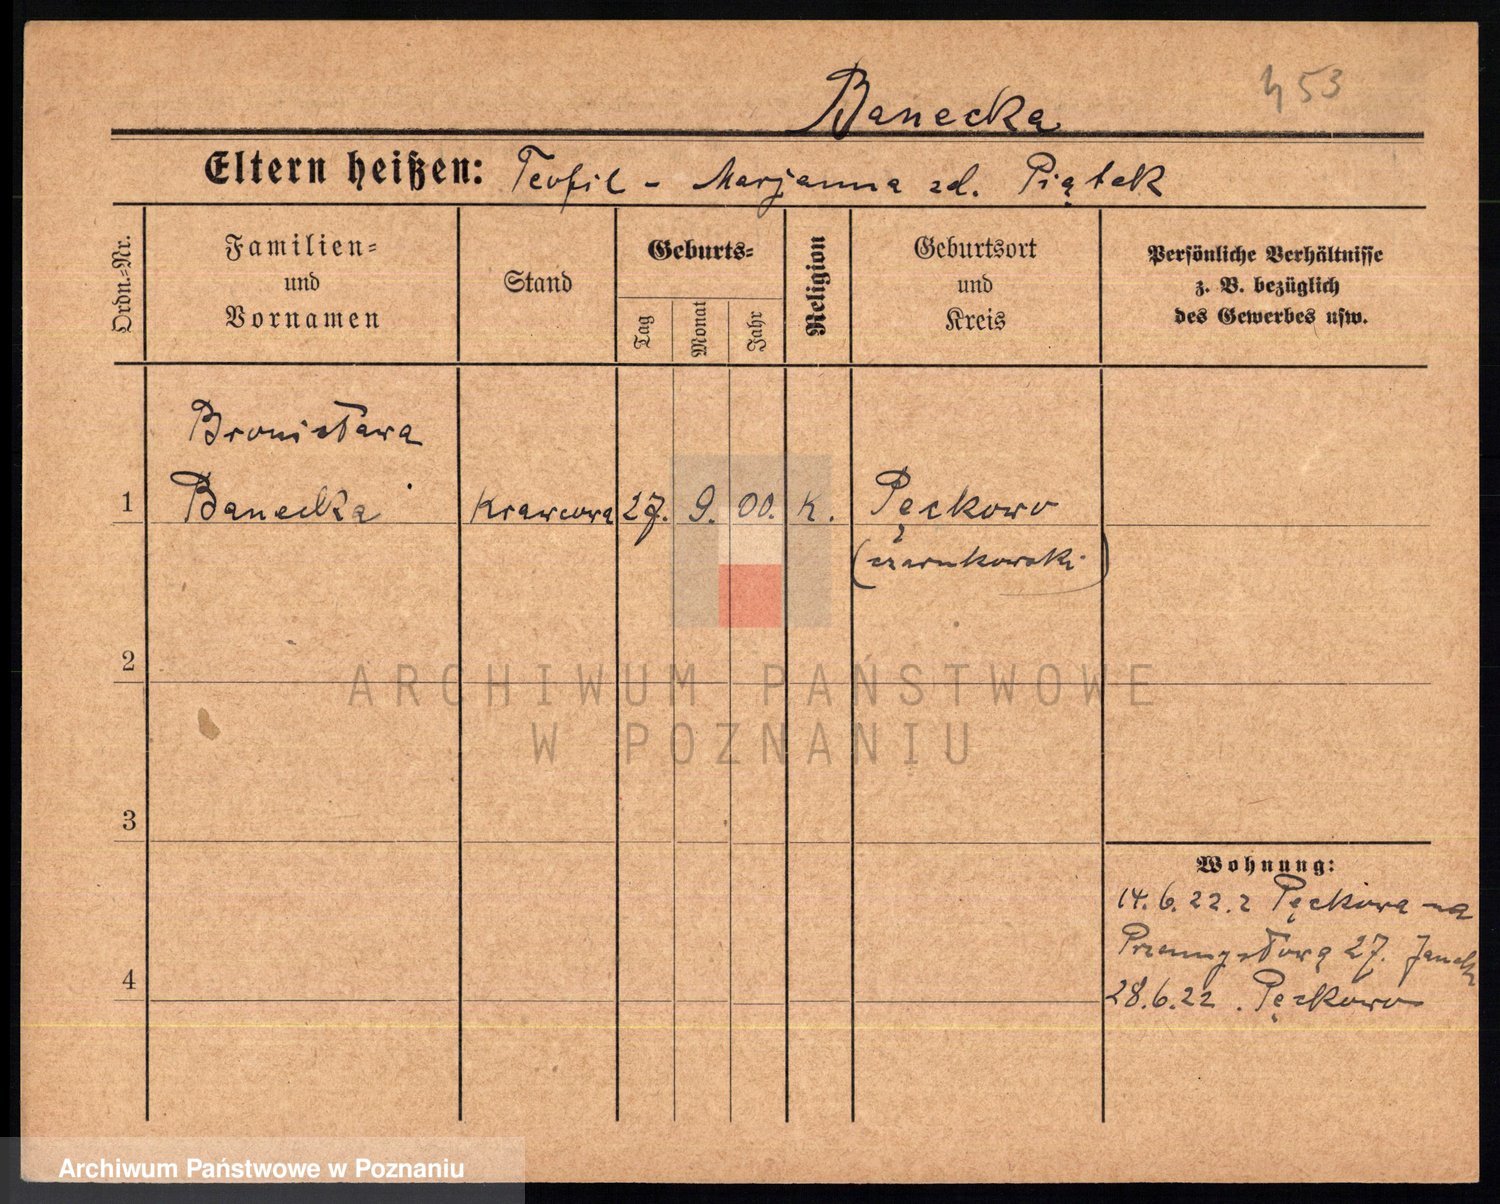 453
Banecka
Eltern heißen: Teofil - Marjanna zd. Piątek
Ordn.-Nr.
Familien-
und
Vornamen
Stand
Geburts-
Tag
Monat
Jahr
Religion
Geburtsort
und
Kreis
Persönliche Verhältnisse
z. B. bezüglich
des Gewerbes usw.
Bronisława
1 Banecka Krawcowa 27. 9. 00. K. Pęckowo
(czarnkowski)
2
3
Wohnung:
14.6.22. z Pęckowa na
Przemysłową 27.
4
28.6.22. Pęckowo
ARCHIWUM PAŃSTWOWE
W POZNANIU
Archiwum Państwowe w Poznaniu